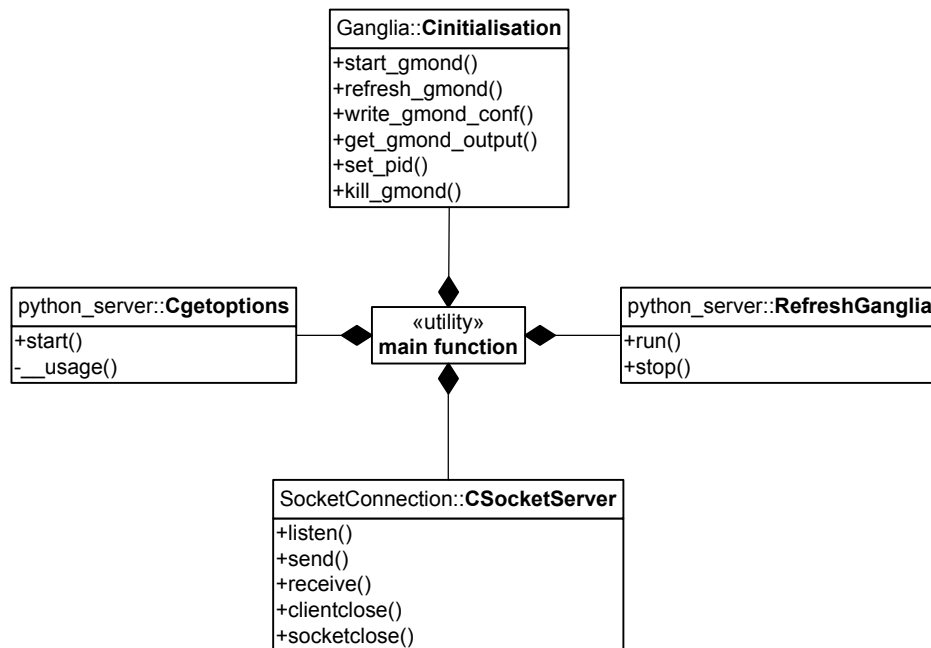 Ganglia::Cinitialisation
+start_gmond()
+refresh_gmond()
+write_gmond_conf()
+get_gmond_output()
+set_pid()
+kill_gmond()
python_server::Cgetoptions
+start()
-__usage()
«utility»
main function
python_server::RefreshGanglia
+run()
+stop()
SocketConnection::CSocketServer
+listen()
+send()
+receive()
+clientclose()
+socketclose()